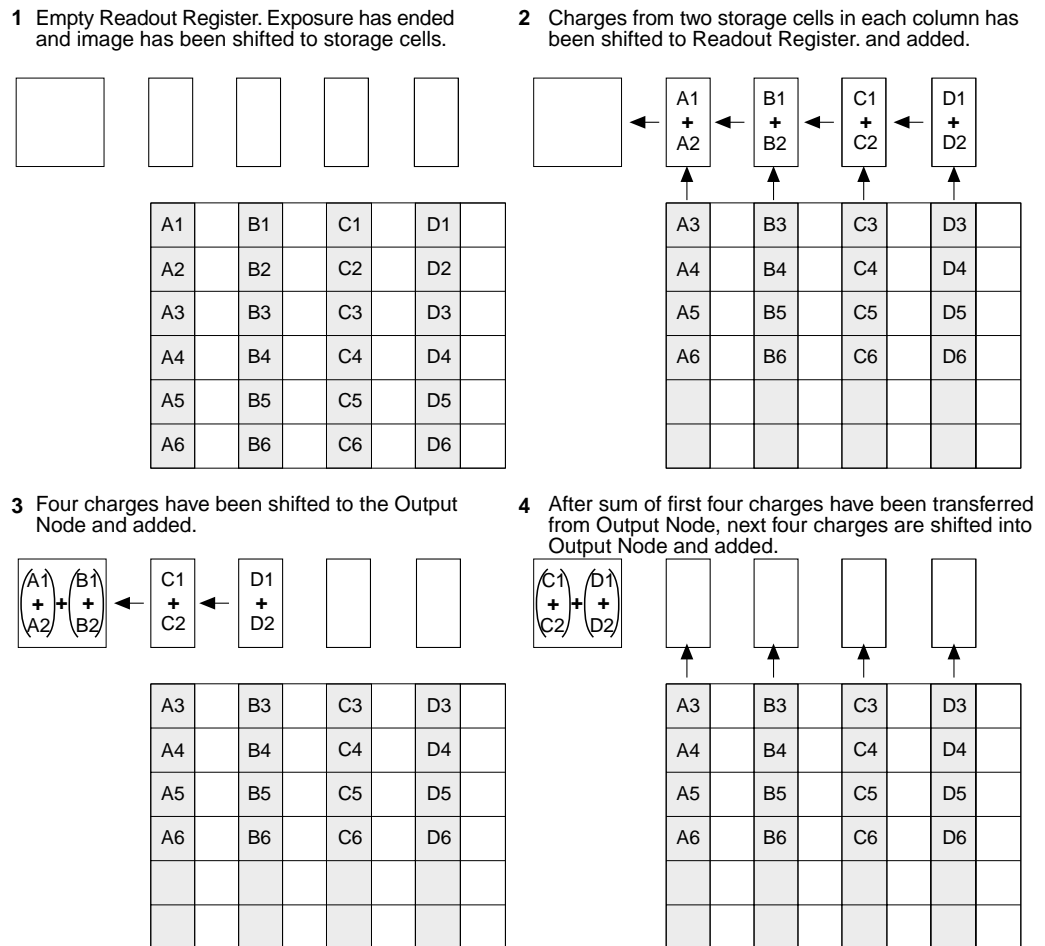 1 Empty Readout Register. Exposure has ended
and image has been shifted to storage cells.
A1 B1 C1 D1
A2 B2 C2 D2
A3 B3 C3 D3
A4 B4 C4 D4
A5 B5 C5 D5
A6 B6 C6 D6
2 Charges from two storage cells in each column has
been shifted to Readout Register. and added.
A1 B1 C1 D1
+ + + +
A2 B2 C2 D2
A3 B3 C3 D3
A4 B4 C4 D4
A5 B5 C5 D5
A6 B6 C6 D6
3 Four charges have been shifted to the Output
Node and added.
(A1 (B1 C1 D1
+ ) + ( + ) + +
A2) B2) C2 D2
A3 B3 C3 D3
A4 B4 C4 D4
A5 B5 C5 D5
A6 B6 C6 D6
4 After sum of first four charges have been transferred
from Output Node, next four charges are shifted into
Output Node and added.
(C1 (D1
+ ) + ( +
C2) D2)
A3 B3 C3 D3
A4 B4 C4 D4
A5 B5 C5 D5
A6 B6 C6 D6